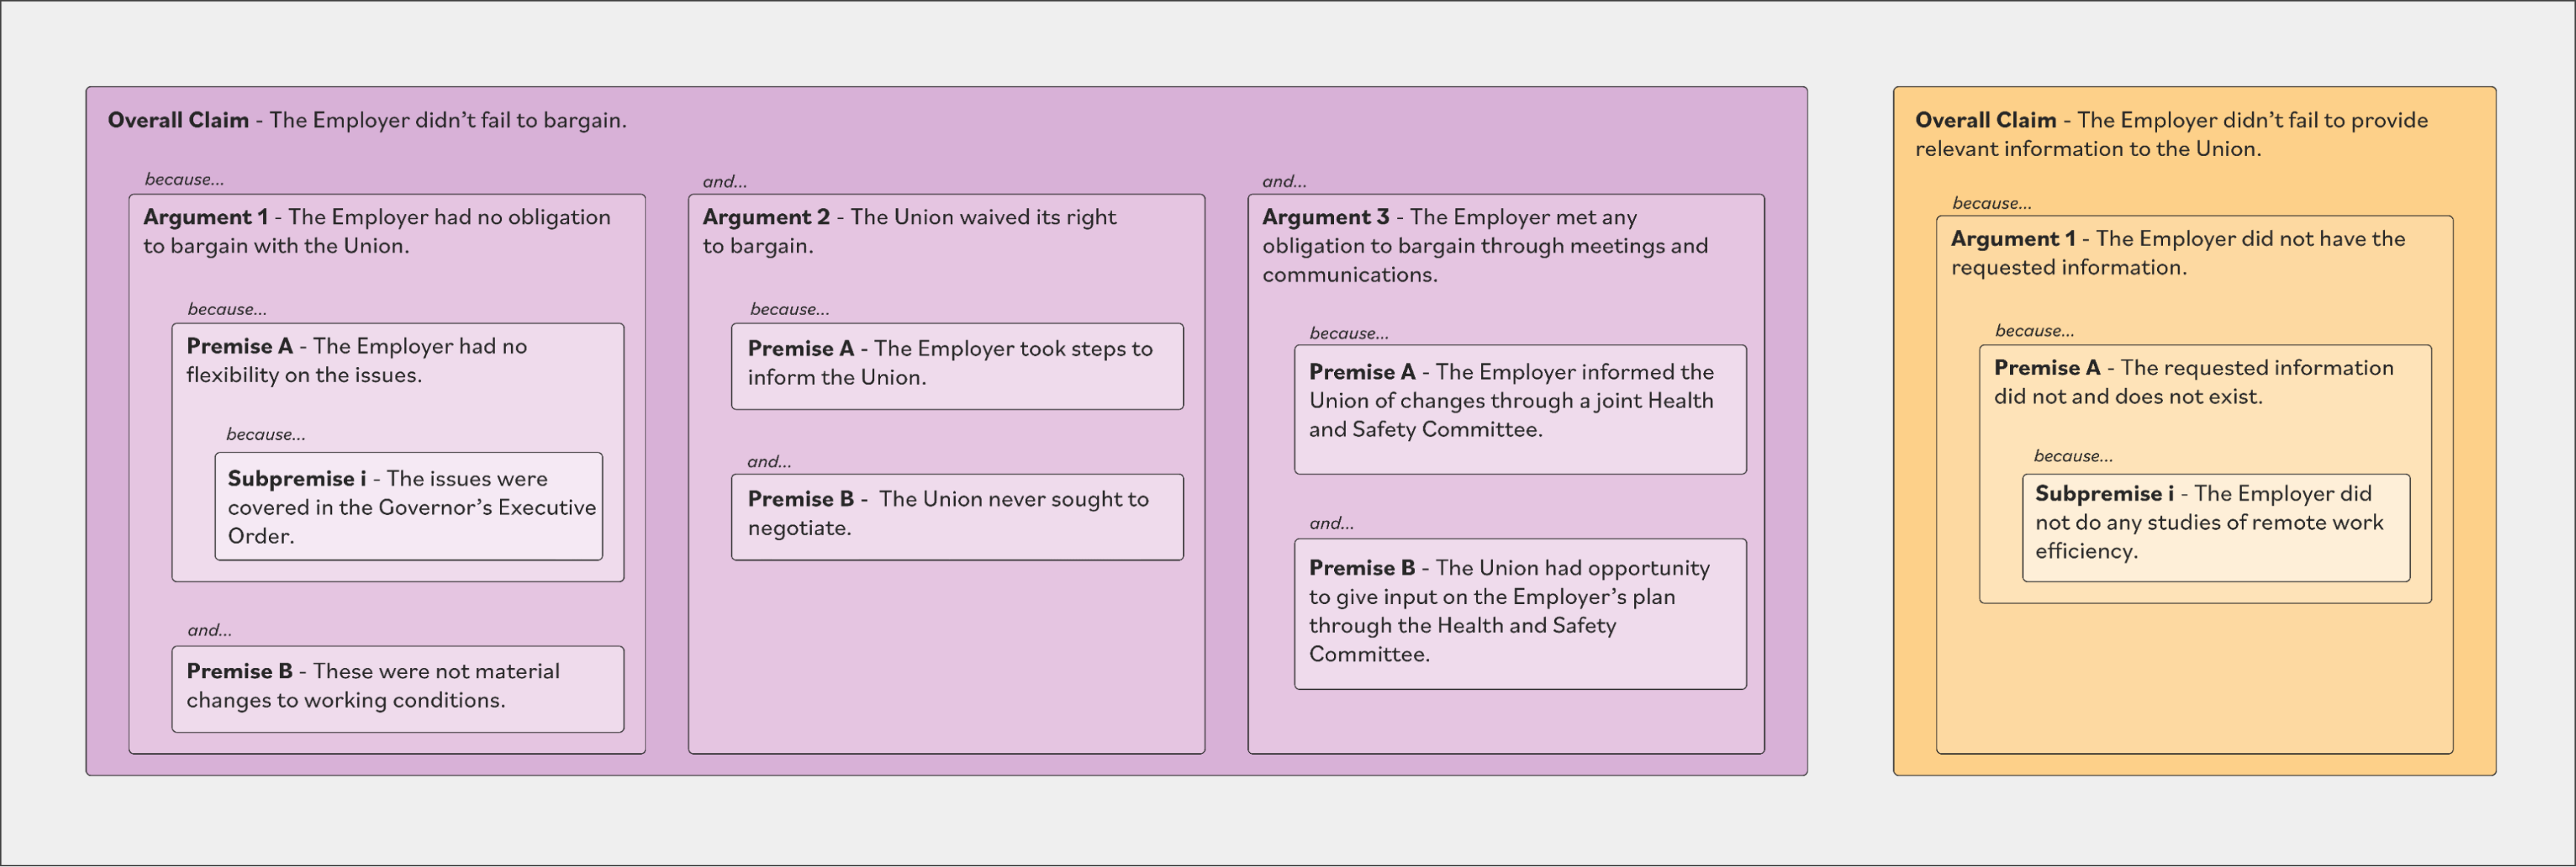 Overall Claim - The Employer didn’t fail to bargain.
because...
Argument 1 - The Employer had no obligation
to bargain with the Union.
because...
Premise A - The Employer had no
flexibility on the issues.
because...
Subpremise i - The issues were
covered in the Governor’s Executive
Order.
and...
Premise B - These were not material
changes to working conditions.
and...
Argument 2 - The Union waived its right
to bargain.
because...
Premise A - The Employer took steps to
inform the Union.
and...
Premise B - The Union never sought to
negotiate.
and...
Argument 3 - The Employer met any
obligation to bargain through meetings and
communications.
because...
Premise A - The Employer informed the
Union of changes through a joint Health
and Safety Committee.
and...
Premise B - The Union had opportunity
to give input on the Employer’s plan
through the Health and Safety
Committee.
Overall Claim - The Employer didn’t fail to provide
relevant information to the Union.
because...
Argument 1 - The Employer did not have the
requested information.
because...
Premise A - The requested information
did not and does not exist.
because...
Subpremise i - The Employer did
not do any studies of remote work
efficiency.